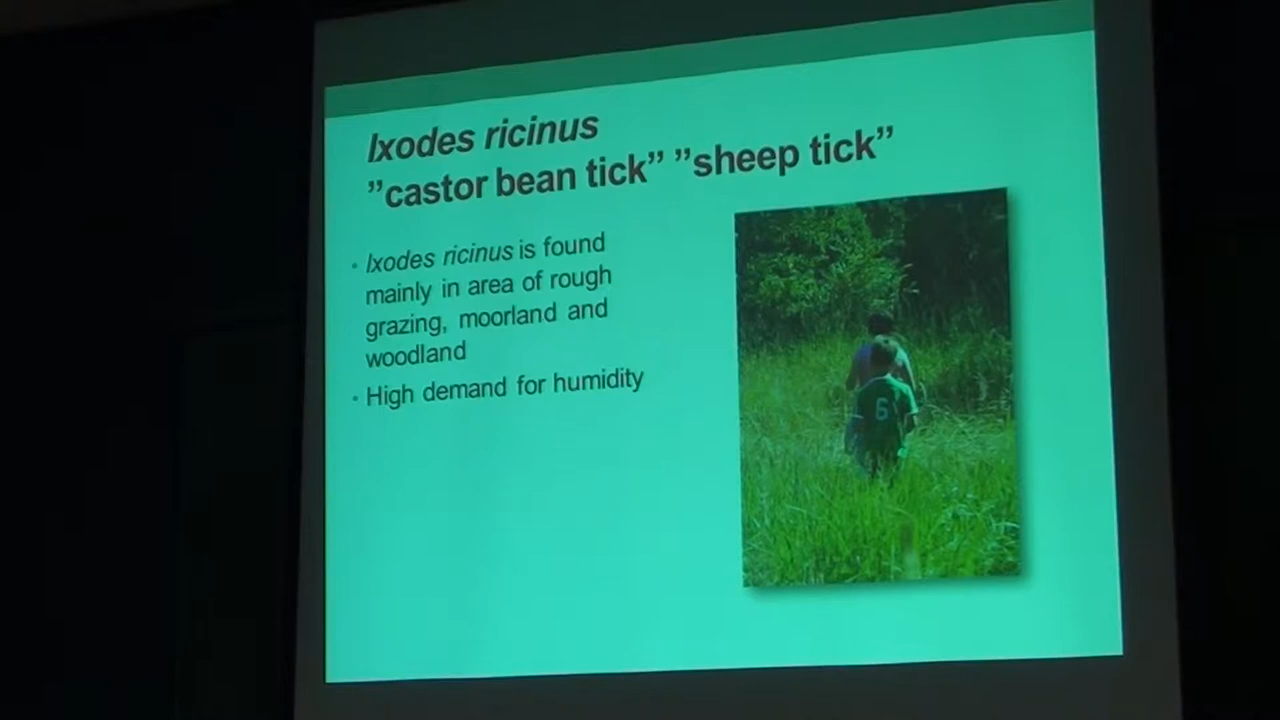 Ixodes ricinus
”castor bean tick” ”sheep tick”
• Ixodes ricinus is found
mainly in area of rough
grazing, moorland and
woodland
• High demand for humidity
6